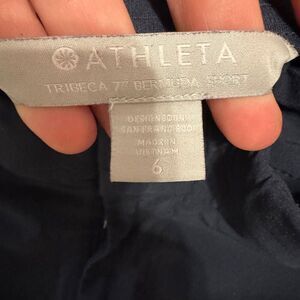 ATHLETA
TRIBECA 7" BERMUDA SHORT
DESIGNED IN
SAN FRANCISCO
MADE IN
VIETNAM
6